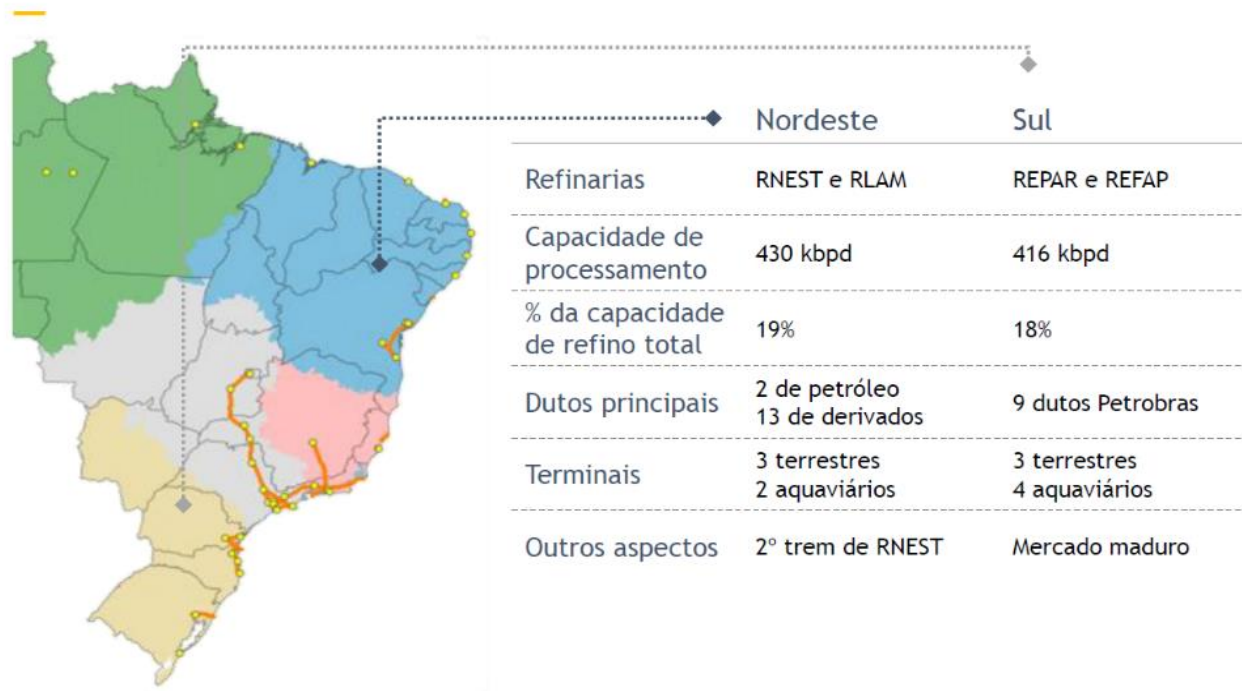 Nordeste Sul
Refinarias RNEST e RLAM REPAR e REFAP
Capacidade de
processamento 430 kbpd 416 kbpd
% da capacidade
de refino total 19% 18%
Dutos principais 2 de petróleo
13 de derivados 9 dutos Petrobras
Terminais 3 terrestres 3 terrestres
2 aquaviários 4 aquaviários
Outros aspectos 2º trem de RNEST Mercado maduro